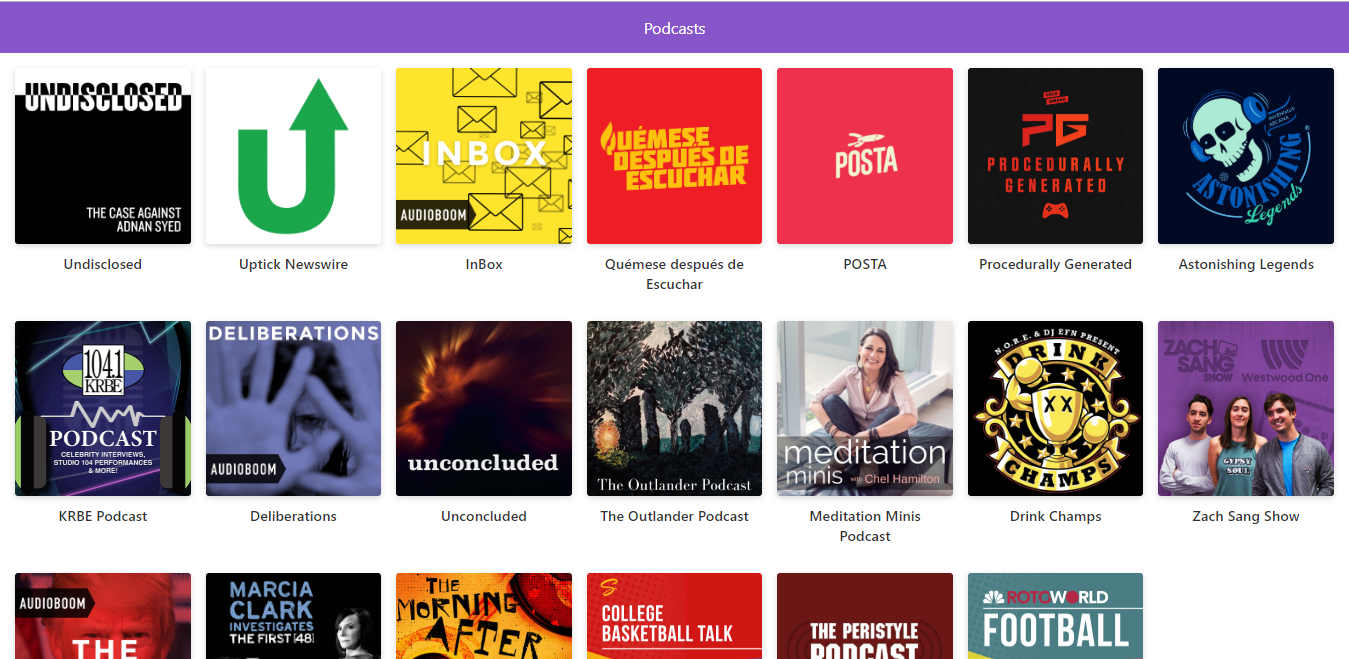 Podcasts
UNDISCLOSED
THE CASE AGAINST
ADNAN SYED
Undisclosed
U
Uptick Newswire
INBOX
AUDIOBOOM
InBox
QUÉMESE
DESPUÉS DE
ESCUCHAR
Quémese después de
Escuchar
POSTA
POSTA
PG
PROCEDURALLY
GENERATED
Procedurally Generated
ASTONISHING
Legends
Astonishing Legends
104.1
KRBE
PODCAST
CELEBRITY INTERVIEWS,
STUDIO 104 PERFORMANCES
& MORE!
KRBE Podcast
DELIBERATIONS
AUDIOBOOM
Deliberations
unconcluded
Unconcluded
The Outlander Podcast
The Outlander Podcast
meditation
minis with Chel Hamilton
Meditation Minis
Podcast
N.O.R.E. & DJ EFN PRESENT
DRINK
XX
CHAMPS
Drink Champs
ZACH
SANG
SHOW
Westwood One
GYPSY
SOUL
Zach Sang Show
AUDIOBOOM
THE
MARCIA
CLARK
INVESTIGATES
THE FIRST 48
THE
MORNING
AFTER
S
COLLEGE
BASKETBALL TALK
THE PERISTYLE
PODCAST
ROTOWORLD
FOOTBALL